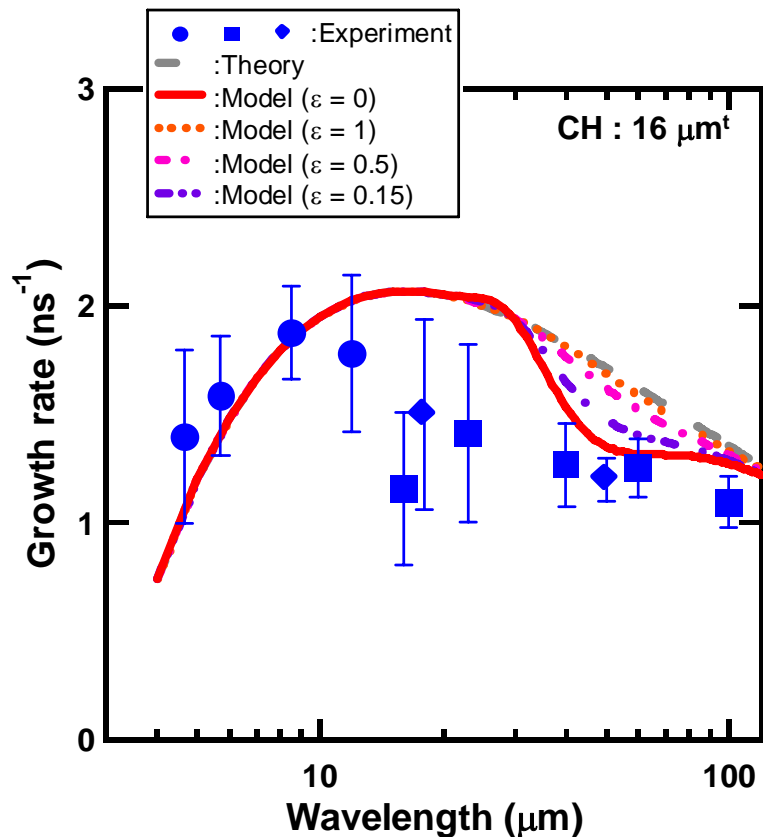 :Experiment
:Theory
:Model (ε = 0)
:Model (ε = 1)
:Model (ε = 0.5)
:Model (ε = 0.15)
CH : 16 μmᵗ
3
2
1
0
Growth rate (ns⁻¹)
10
100
Wavelength (μm)